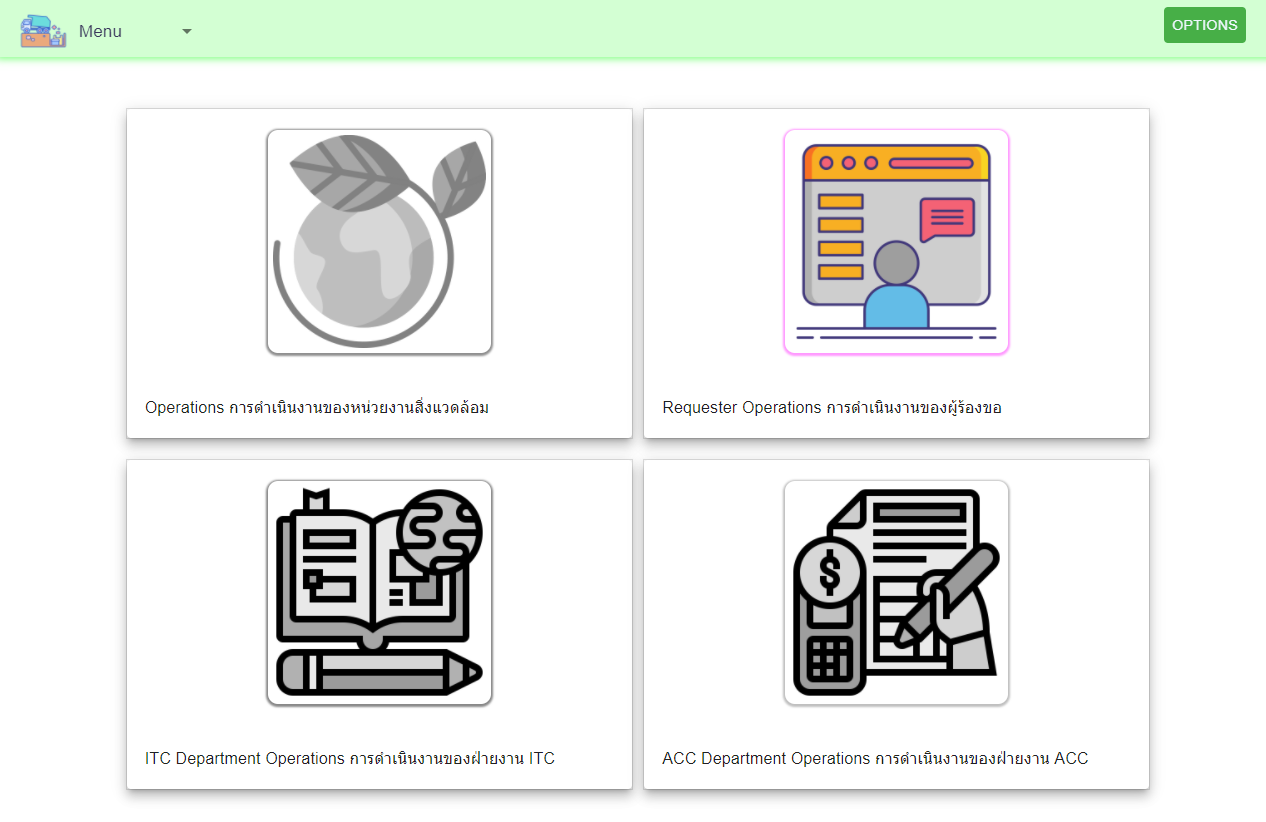 Menu
OPTIONS
Operations การดำเนินงานของหน่วยงานสิ่งแวดล้อม
Requester Operations การดำเนินงานของผู้ร้องขอ
$
ITC Department Operations การดำเนินงานของฝ่ายงาน ITC
ACC Department Operations การดำเนินงานของฝ่ายงาน ACC